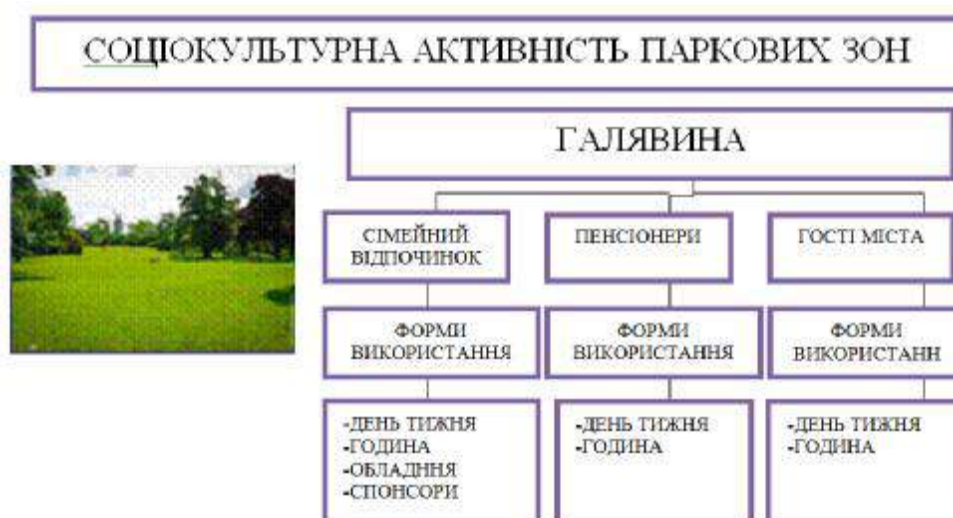 СОЦІОКУЛЬТУРНА АКТИВНІСТЬ ПАРКОВИХ ЗОН
ГАЛЯВИНА
СІМЕЙНИЙ
ВІДПОЧИНОК
ПЕНСІОНЕРИ
ГОСТІ МІСТА
ФОРМИ
ВИКОРИСТАННЯ
ФОРМИ
ВИКОРИСТАННЯ
ФОРМИ
ВИКОРИСТАНН
-ДЕНЬ ТИЖНЯ
-ГОДИНА
-ОБЛАДННЯ
-СПОНСОРИ
-ДЕНЬ ТИЖНЯ
-ГОДИНА
-ДЕНЬ ТИЖНЯ
-ГОДИНА